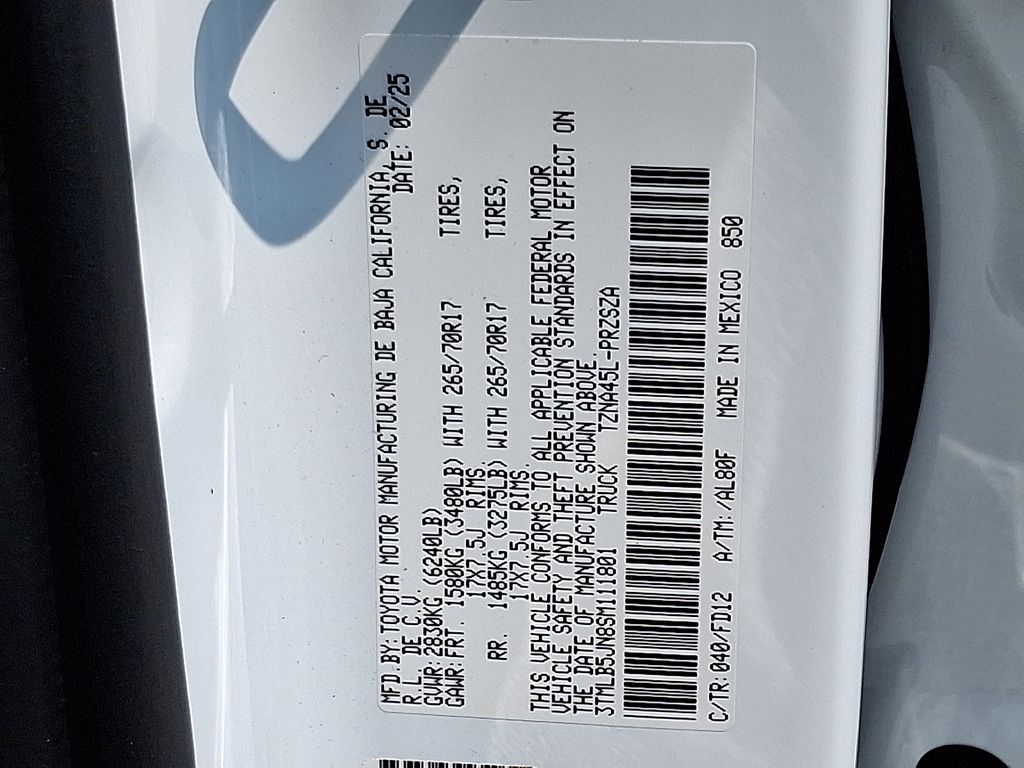 MFD.BY: TOYOTA MOTOR MANUFACTURING DE BAJA CALIFORNIA, S. DE
R.L. DE C.V. DATE: 02/25
GVWR: 2830KG (6240LB)
GAWR: FRT. 1580KG (3480LB) WITH 265/70R17 TIRES,
17X7.5J RIMS.
RR. 1485KG (3275LB) WITH 265/70R17 TIRES,
17X7.5J RIMS.
THIS VEHICLE CONFORMS TO ALL APPLICABLE FEDERAL MOTOR
VEHICLE SAFETY AND THEFT PREVENTION STANDARDS IN EFFECT ON
THE DATE OF MANUFACTURE SHOWN ABOVE.
3TMLB5JN8SM111801 TRUCK TZNA45L-PRZSZA
C/TR: 040/FD12 A/TM: /AL80F MADE IN MEXICO 850